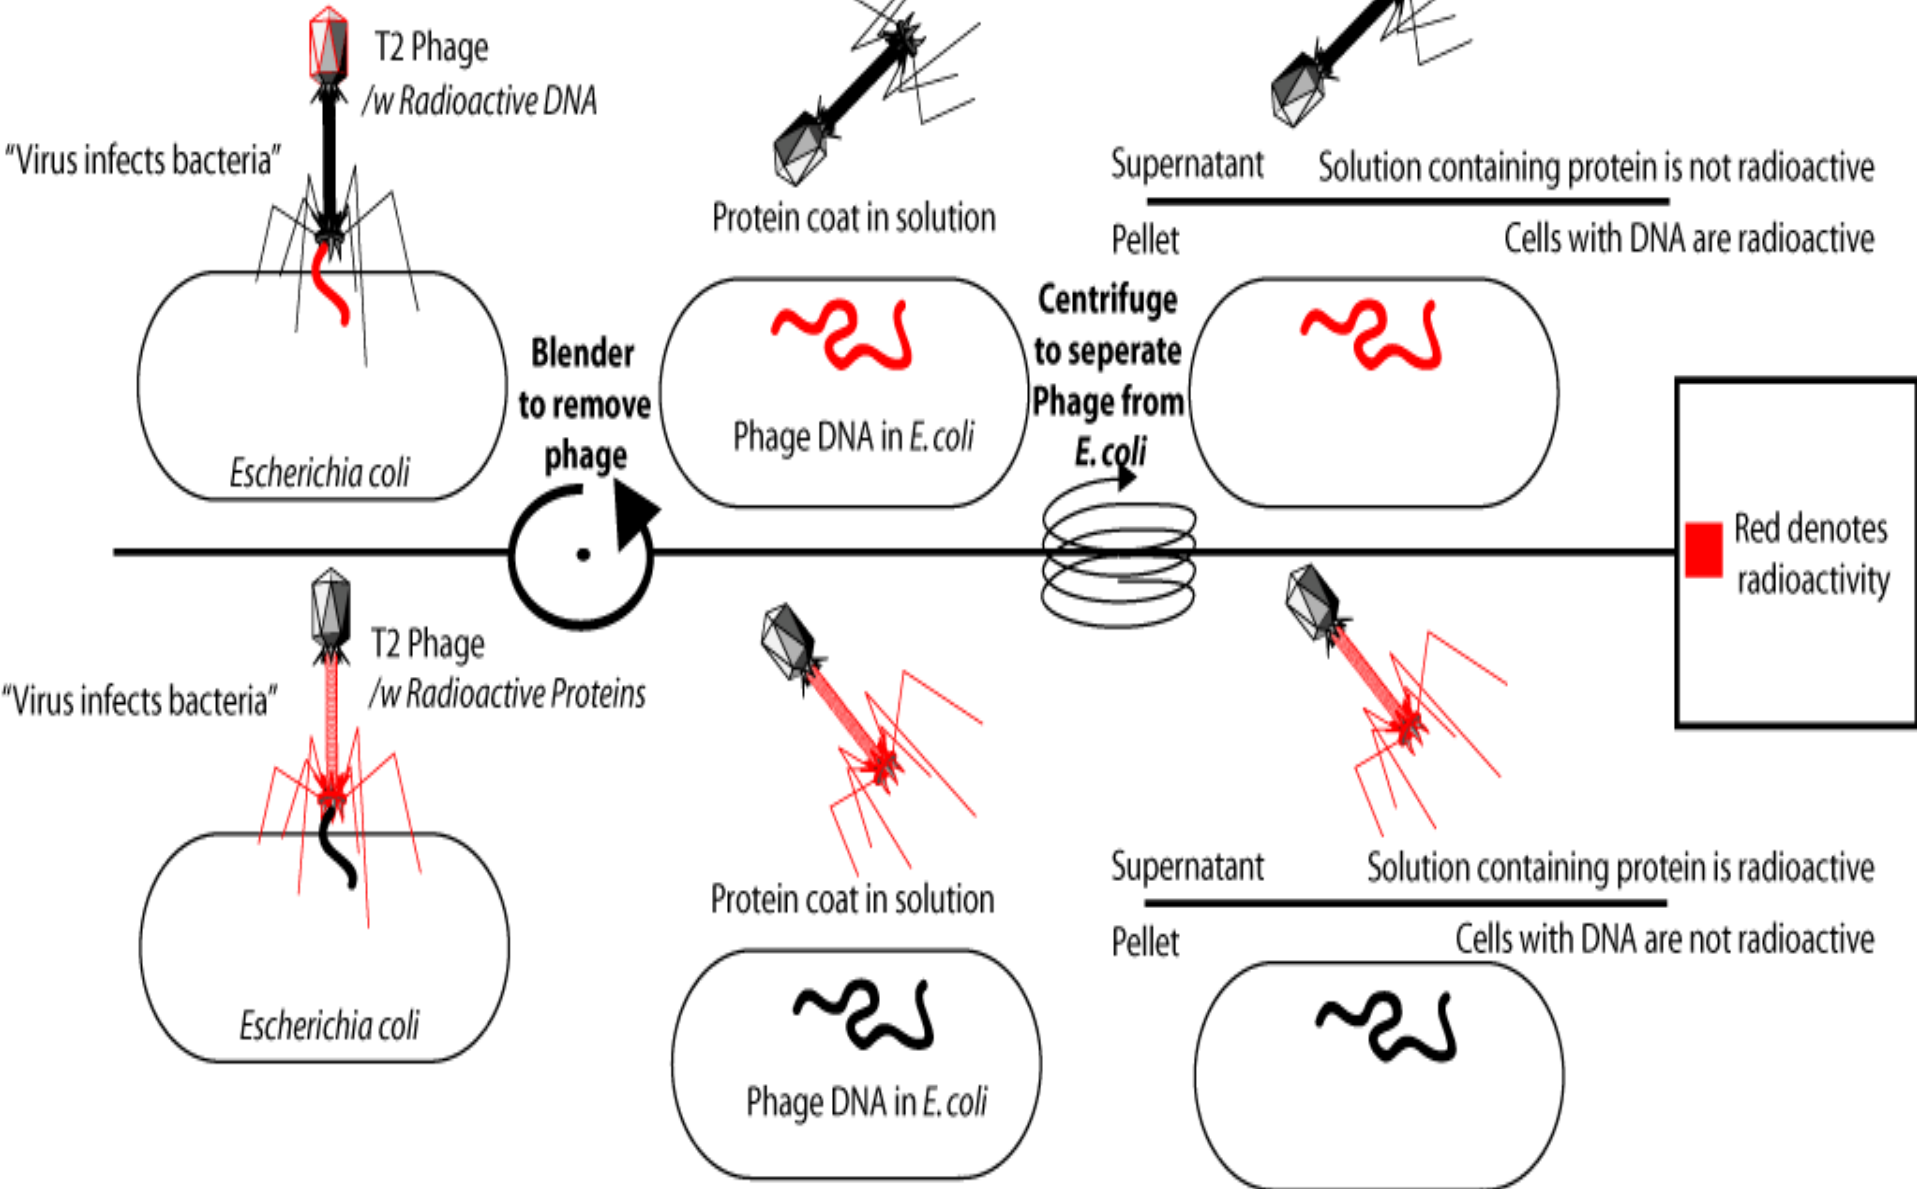 T2 Phage
/w Radioactive DNA
“Virus infects bacteria”
Escherichia coli
Blender
to remove
phage
Protein coat in solution
Phage DNA in E. coli
Centrifuge
to seperate
Phage from
E. coli
Supernatant Solution containing protein is not radioactive
Pellet Cells with DNA are radioactive
Red denotes
radioactivity
T2 Phage
/w Radioactive Proteins
“Virus infects bacteria”
Escherichia coli
Protein coat in solution
Phage DNA in E. coli
Supernatant Solution containing protein is radioactive
Pellet Cells with DNA are not radioactive